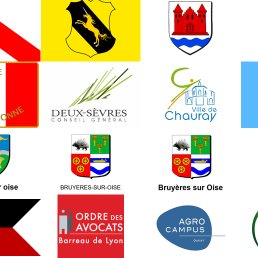 DEUX-SÈVRES
CONSEIL GÉNÉRAL
Ville de
Chauray
oise
BRUYERES-SUR-OISE
Bruyères sur Oise
ORDRE DES
AVOCATS
Barreau de Lyon
AGRO
CAMPUS
OUEST